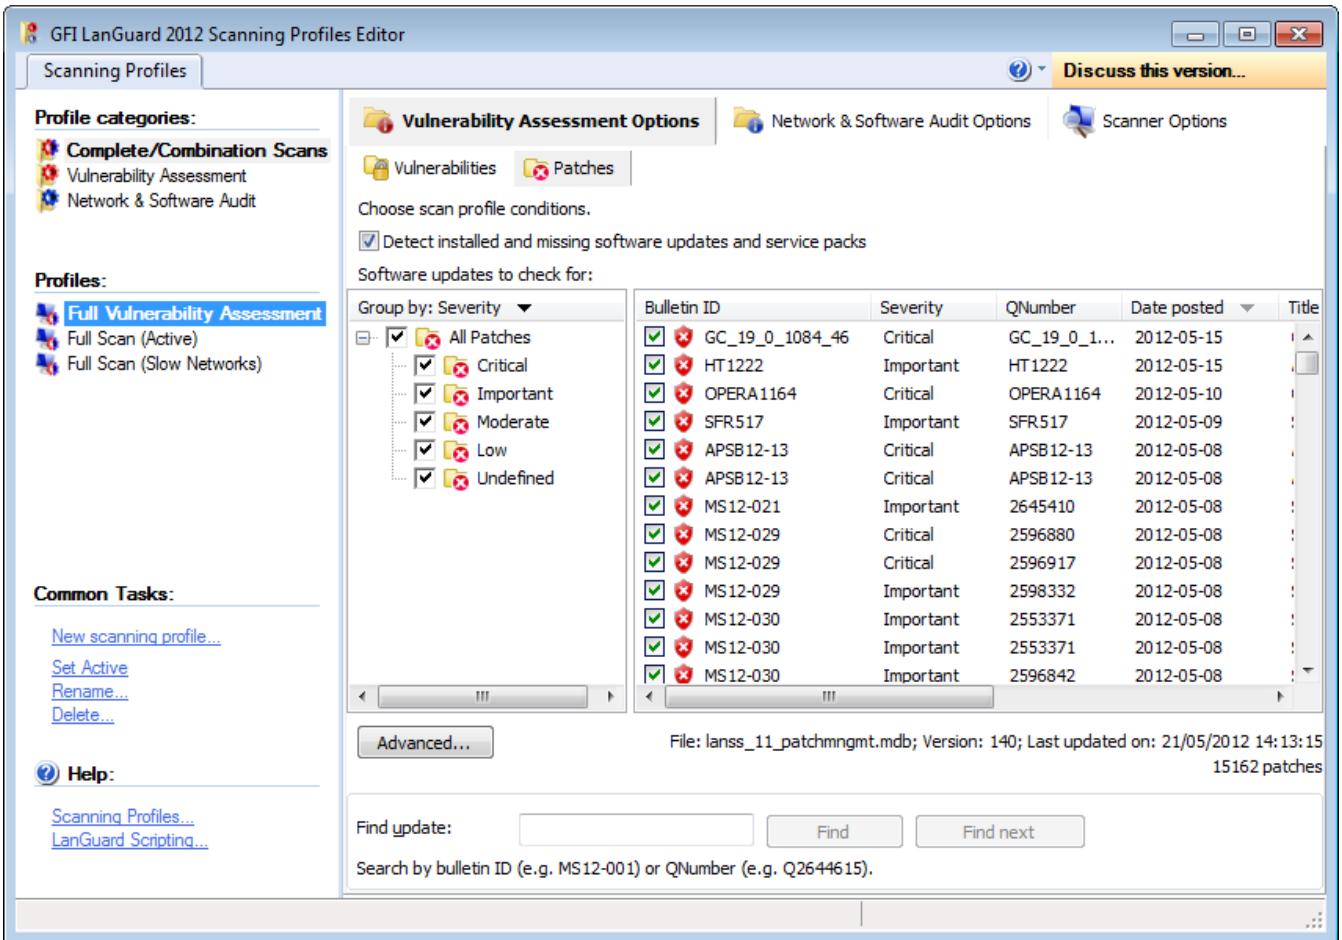 GFI LanGuard 2012 Scanning Profiles Editor
Scanning Profiles
Discuss this version...
Profile categories:
Complete/Combination Scans
Vulnerability Assessment
Network & Software Audit
Profiles:
Full Vulnerability Assessment
Full Scan (Active)
Full Scan (Slow Networks)
Common Tasks:
New scanning profile...
Set Active
Rename...
Delete...
Help:
Scanning Profiles...
LanGuard Scripting...
Vulnerability Assessment Options
Network & Software Audit Options
Scanner Options
Vulnerabilities
Patches
Choose scan profile conditions.
Detect installed and missing software updates and service packs
Software updates to check for:
Group by: Severity
All Patches
Critical
Important
Moderate
Low
Undefined
Bulletin ID Severity QNumber Date posted Title
GC_19_0_1084_46 Critical GC_19_0_1... 2012-05-15
HT1222 Important HT1222 2012-05-15
OPERA1164 Critical OPERA1164 2012-05-10
SFR517 Important SFR517 2012-05-09
APSB12-13 Critical APSB12-13 2012-05-08
APSB12-13 Critical APSB12-13 2012-05-08
MS12-021 Important 2645410 2012-05-08
MS12-029 Critical 2596880 2012-05-08
MS12-029 Critical 2596917 2012-05-08
MS12-029 Important 2598332 2012-05-08
MS12-030 Important 2553371 2012-05-08
MS12-030 Important 2553371 2012-05-08
MS12-030 Important 2596842 2012-05-08
Advanced...
File: lanss_11_patchmngmt.mdb; Version: 140; Last updated on: 21/05/2012 14:13:15
15162 patches
Find update:
Find
Find next
Search by bulletin ID (e.g. MS12-001) or QNumber (e.g. Q2644615).